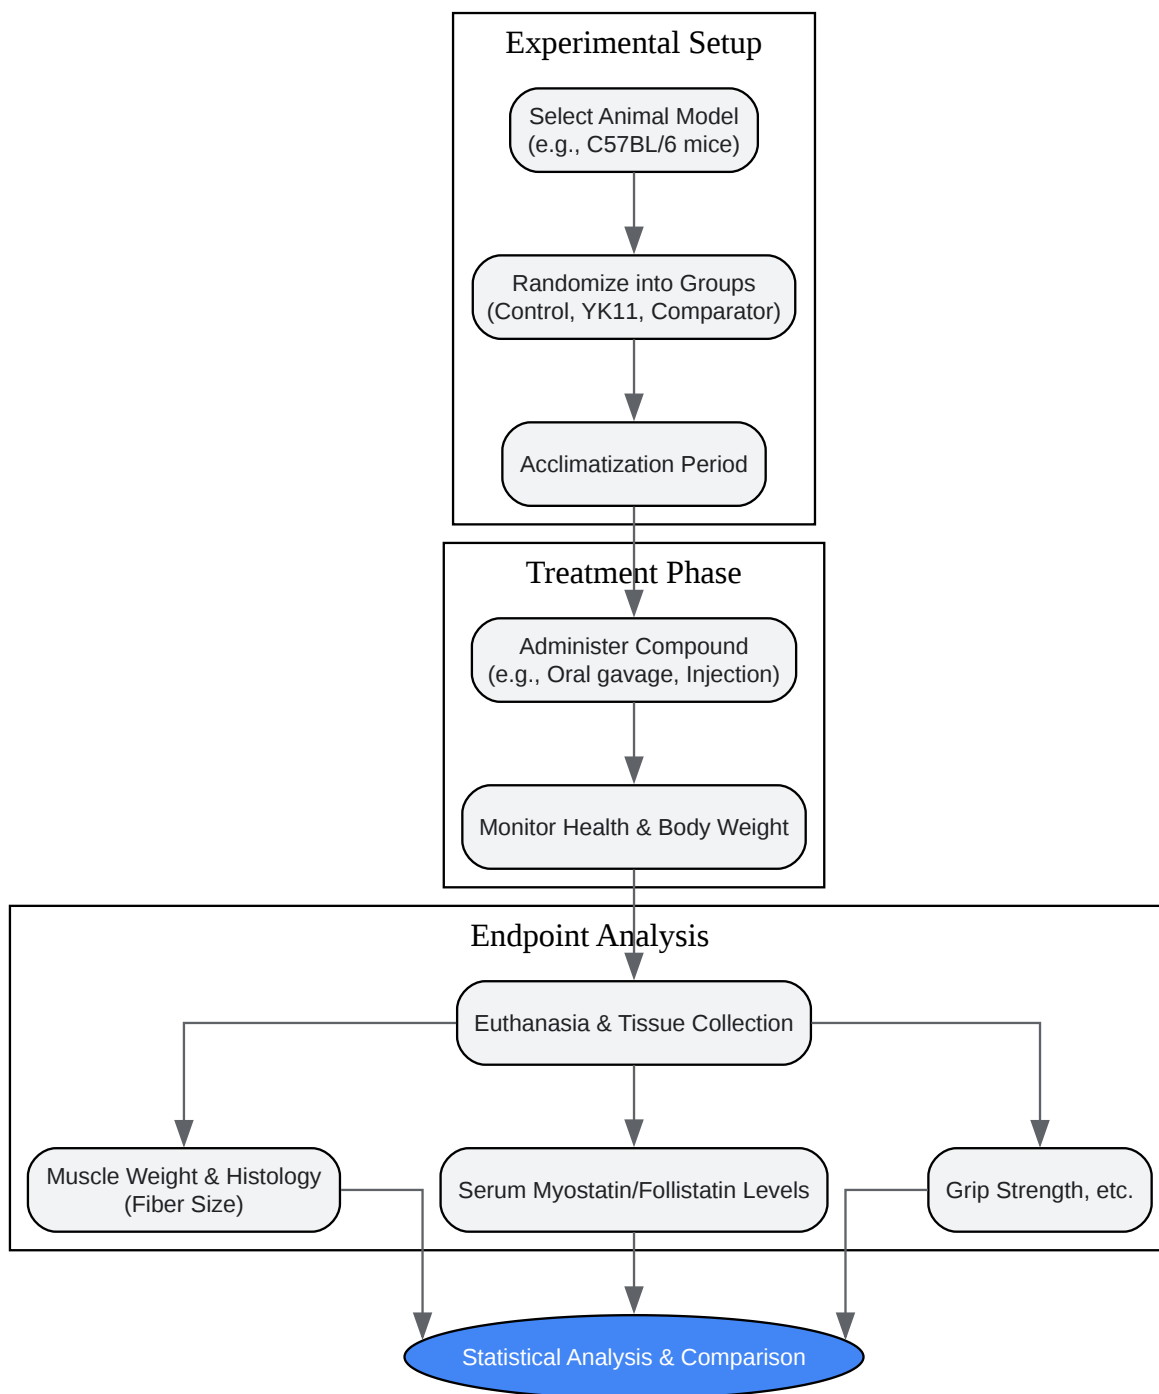 Experimental Setup
Select Animal Model
(e.g., C57BL/6 mice)
Randomize into Groups
(Control, YK11, Comparator)
Acclimatization Period
Treatment Phase
Administer Compound
(e.g., Oral gavage, Injection)
Monitor Health & Body Weight
Endpoint Analysis
Euthanasia & Tissue Collection
Muscle Weight & Histology
(Fiber Size)
Serum Myostatin/Follistatin Levels
Grip Strength, etc.
Statistical Analysis & Comparison